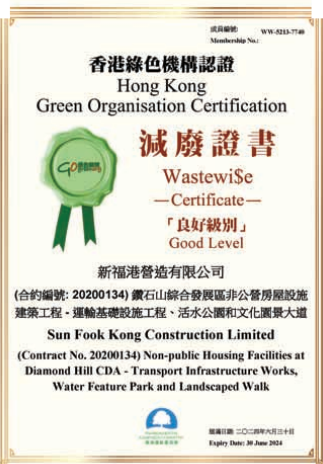 成員編號:
Membership No.:
WW-5213-7740
香港綠色機構認證
Hong Kong
Green Organisation Certification
減廢證書
Wastewi$e
Certificate
「良好級別」
Good Level
新福港營造有限公司
(合約編號: 20200134) 鑽石山綜合發展區非公營房屋設施
建築工程 - 運輸基礎設施工程、活水公園和文化園景大道
Sun Fook Kong Construction Limited
(Contract No. 20200134) Non-public Housing Facilities at
Diamond Hill CDA - Transport Infrastructure Works,
Water Feature Park and Landscaped Walk
屆滿日期: 二〇二四年六月三十日
Expiry Date: 30 June 2024